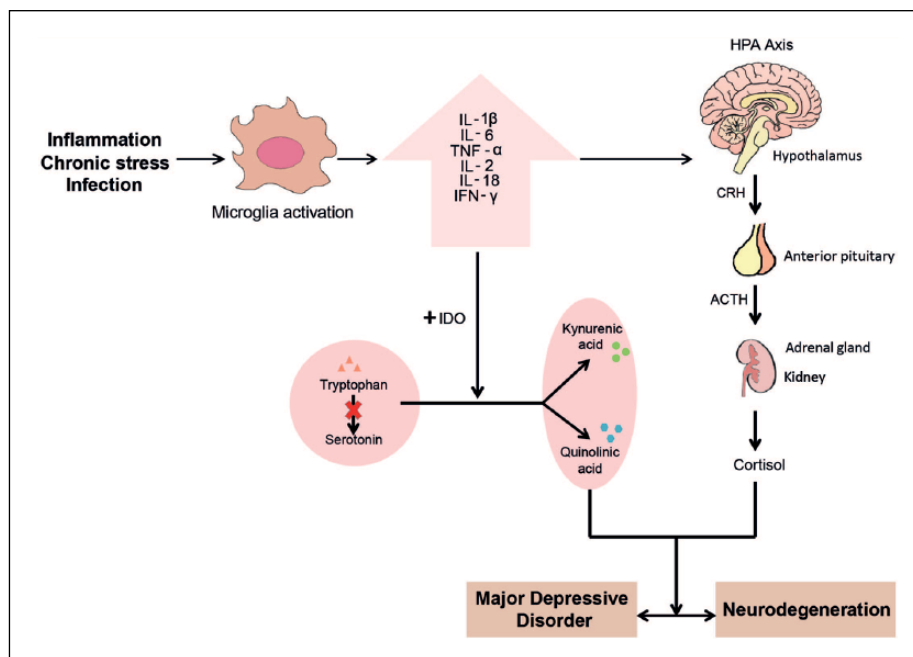 HPA Axis
Inflammation
Chronic stress
Infection
Microglia activation
IL-1β
IL-6
TNF-α
IL-2
IL-18
IFN-γ
Hypothalamus
CRH
Anterior pituitary
ACTH
Adrenal gland
Kidney
Cortisol
+IDO
Tryptophan
Serotonin
Kynurenic
acid
Quinolinic
acid
Major Depressive
Disorder
Neurodegeneration